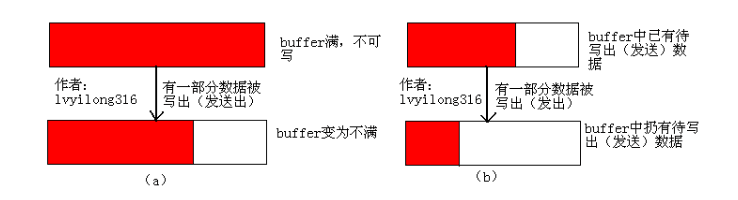 buffer满，不可
写
作者：
lvyilong316
有一部分数据被
写出（发送出）
buffer变为不满
（a）
buffer中已有待
写出（发送）数
据
作者：
lvyilong316
有一部分数据被
写出（发出）
buffer中扔有待写
出（发送）数据
（b）